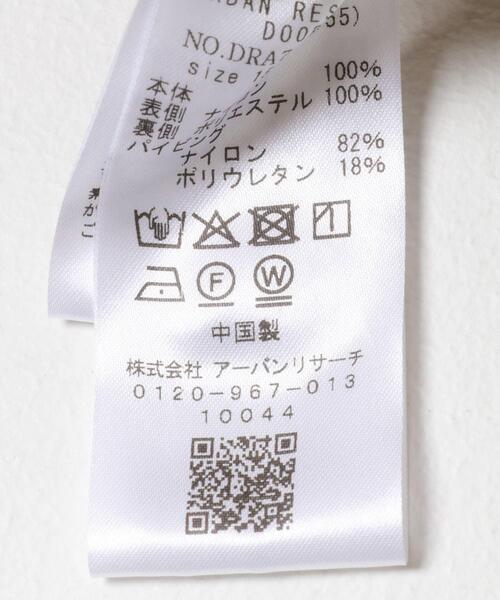 RES
NO.DRA
size
本体
表側 100%
裏側 ポリエステル 100%
パイピング
ナイロン 82%
ポリウレタン 18%
F W
中国製
株式会社 アーバンリサーチ
0120-967-013
10044